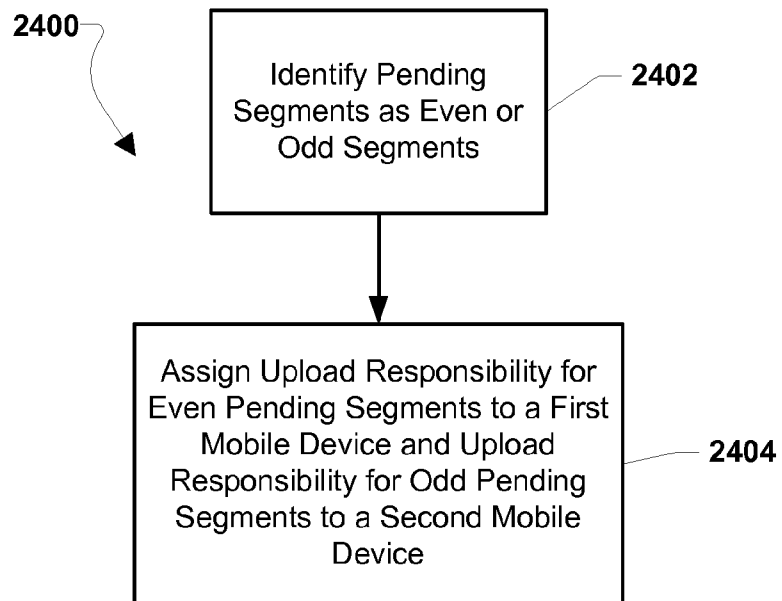 2400
Identify Pending
Segments as Even or
Odd Segments
2402
Assign Upload Responsibility for
Even Pending Segments to a First
Mobile Device and Upload
Responsibility for Odd Pending
Segments to a Second Mobile
Device
2404